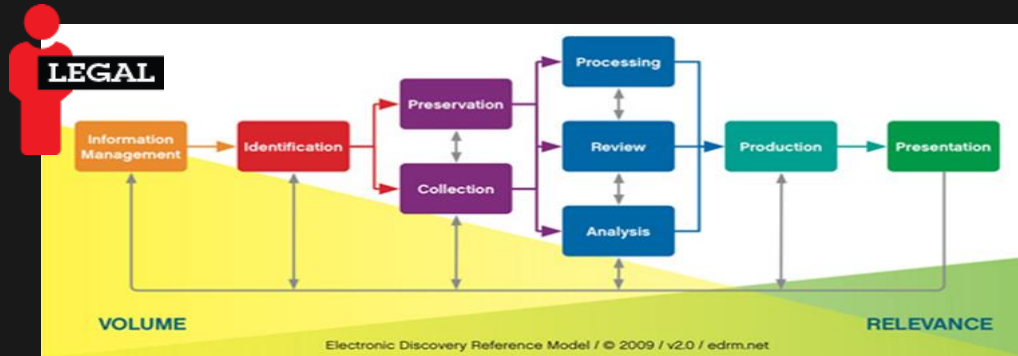 LEGAL
Information
Management
Identification
Preservation
Collection
Processing
Review
Analysis
Production
Presentation
VOLUME
RELEVANCE
Electronic Discovery Reference Model / © 2009 / v2.0 / edrm.net